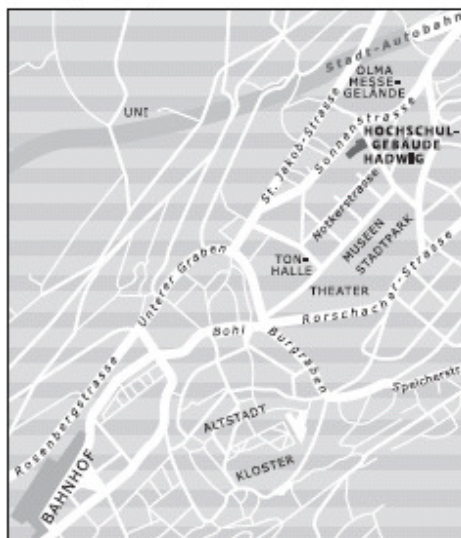 Stadt-Autobahn
OLMA
MESSE-
GELÄNDE
UNI
St. Jakob-Strasse
Sonnenstrasse
HOCHSCHUL-
GEBÄUDE
HADWIG
Notkerstrasse
MUSEEN
STADTPARK
Unterer Graben
TON-
HALLE
THEATER
Rorschacher-Strasse
Bohl
Burggraben
Speicherstr
Rosenbergstrasse
ALTSTADT
KLOSTER
BAHNHOF